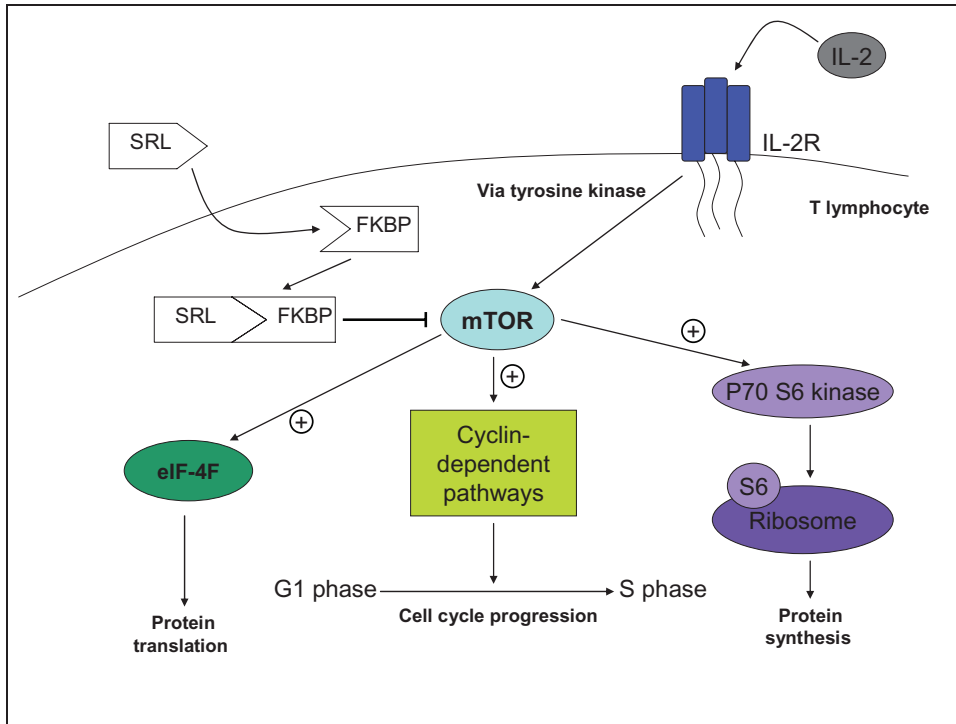 IL-2
SRL
IL-2R
Via tyrosine kinase
T lymphocyte
FKBP
SRL
FKBP
mTOR
+
+
+
P70 S6 kinase
Cyclin-
dependent
pathways
eIF-4F
S6
Ribosome
G1 phase
S phase
Cell cycle progression
Protein
translation
Protein
synthesis